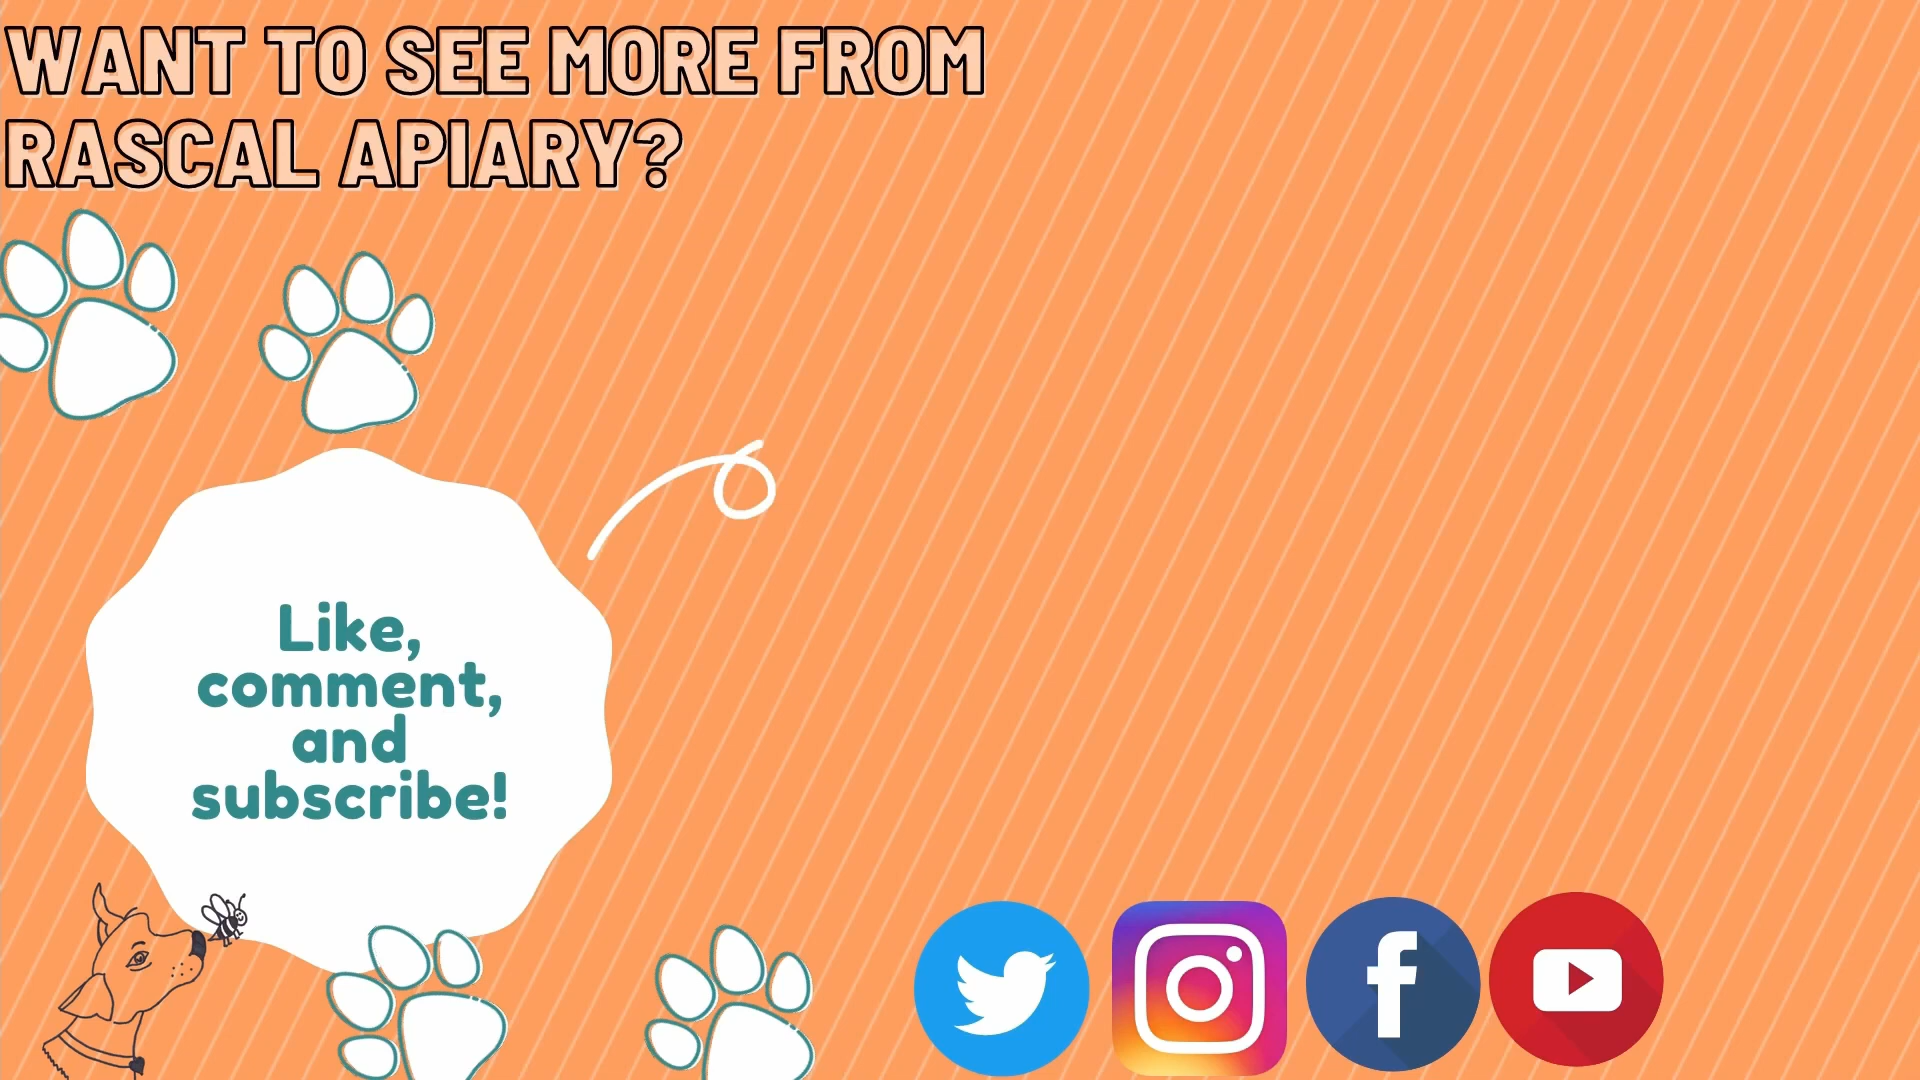 WANT TO SEE MORE FROM
RASCAL APIARY?
Like,
comment,
and
subscribe!